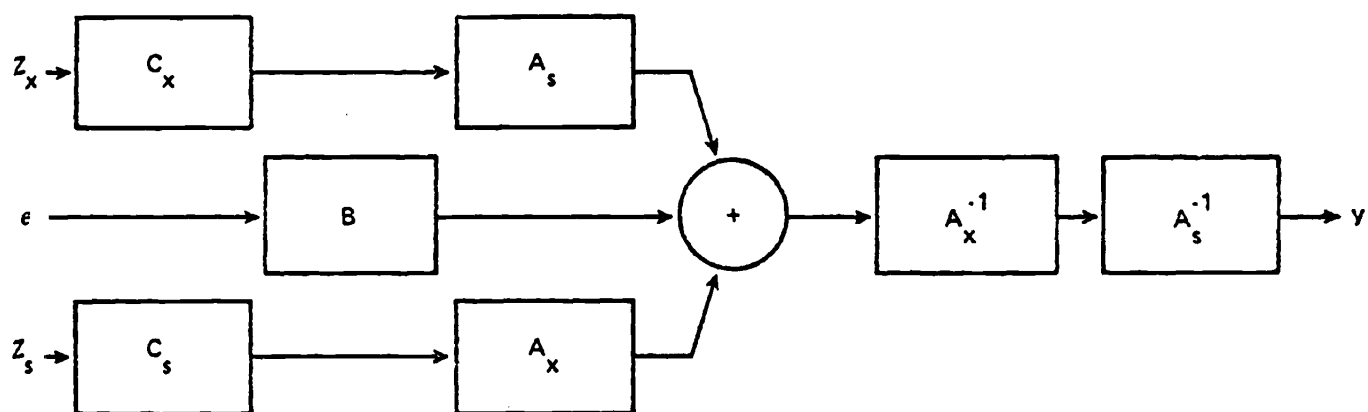 Z_x C_x A_s
ϵ B + A_x^-1 A_s^-1 y
Z_s C_s A_x